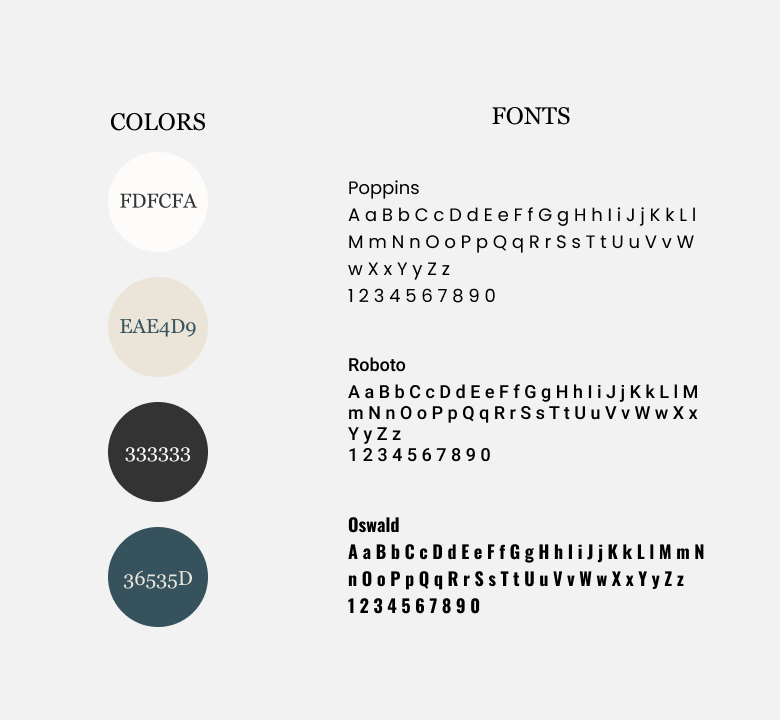 COLORS
FDFCFA
EAE4D9
333333
36535D
FONTS
Poppins
A a B b C c D d E e F f G g H h I i J j K k L l
M m N n O o P p Q q R r S s T t U u V v W
w X x Y y Z z
1 2 3 4 5 6 7 8 9 0
Roboto
A a B b C c D d E e F f G g H h I i J j K k L l M
m N n O o P p Q q R r S s T t U u V v W w X x
Y y Z z
1 2 3 4 5 6 7 8 9 0
Oswald
A a B b C c D d E e F f G g H h I i J j K k L l M m N
n O o P p Q q R r S s T t U u V v W w X x Y y Z z
1 2 3 4 5 6 7 8 9 0